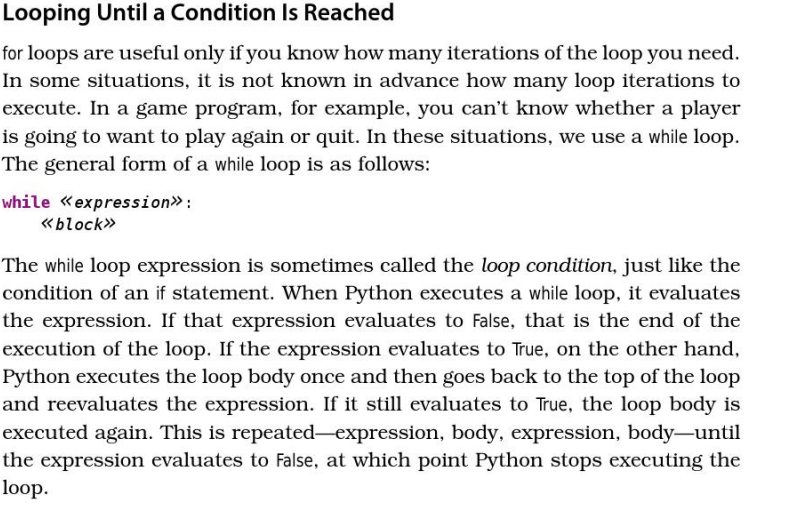 Looping Until a Condition Is Reached
for loops are useful only if you know how many iterations of the loop you need.
In some situations, it is not known in advance how many loop iterations to
execute. In a game program, for example, you can’t know whether a player
is going to want to play again or quit. In these situations, we use a while loop.
The general form of a while loop is as follows:
while «expression»:
    «block»
The while loop expression is sometimes called the loop condition, just like the
condition of an if statement. When Python executes a while loop, it evaluates
the expression. If that expression evaluates to False, that is the end of the
execution of the loop. If the expression evaluates to True, on the other hand,
Python executes the loop body once and then goes back to the top of the loop
and reevaluates the expression. If it still evaluates to True, the loop body is
executed again. This is repeated—expression, body, expression, body—until
the expression evaluates to False, at which point Python stops executing the
loop.